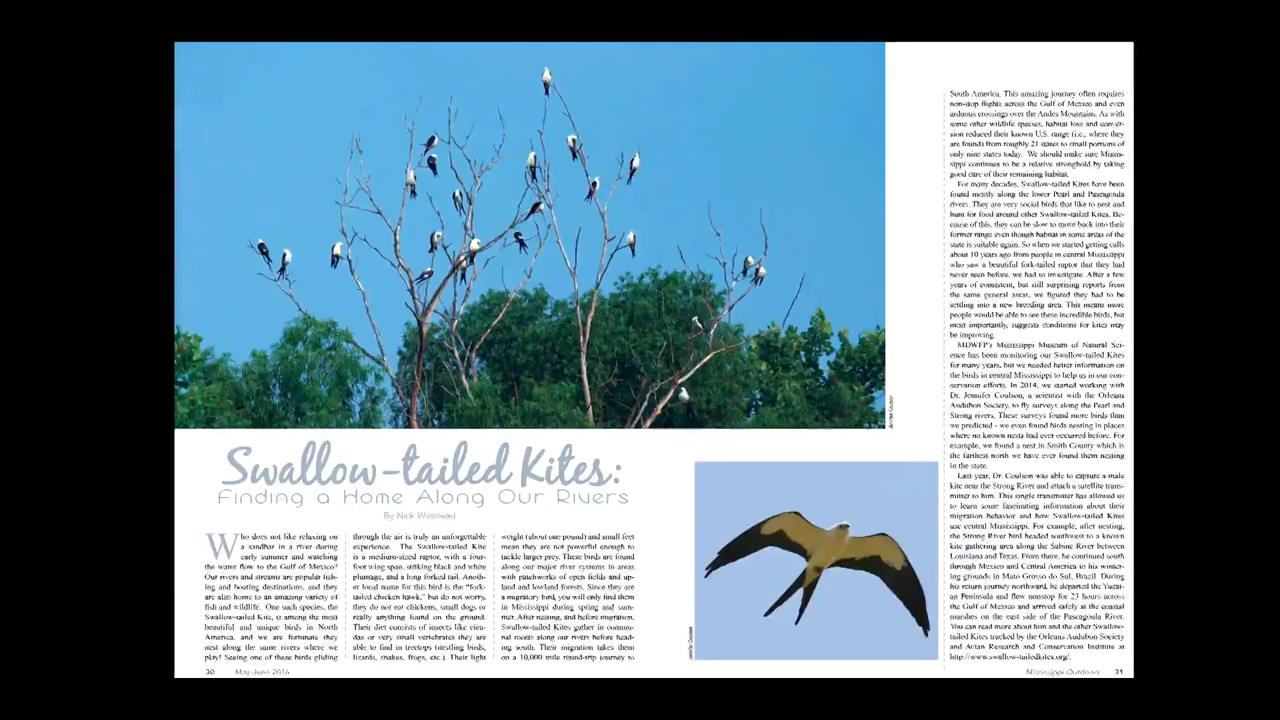 Swallow-tailed Kites:
Finding a Home Along Our Rivers
By Nick Winstead
Who does not like relaxing on
a sandbar in a river during
early summer and watching
the water flow to the Gulf of Mexico?
Our rivers and streams are popular fish-
ing and boating destinations, and they
are also home to an amazing variety of
fish and wildlife. One such species, the
Swallow-tailed Kite, is among the most
beautiful and unique birds in North
America, and we are fortunate they
nest along the same rivers where we
play! Seeing one of these birds gliding
through the air is truly an unforgettable
experience. The Swallow-tailed Kite
is a medium-sized raptor, with a four-
foot wing span, striking black and white
plumage, and a long forked tail. Anoth-
er local name for this bird is the "fork-
tailed chicken hawk," but do not worry,
they do not eat chickens, small dogs or
really anything found on the ground.
Their diet consists of insects like cica-
das or very small vertebrates they are
able to find in treetops (nestling birds,
lizards, snakes, frogs, etc.). Their light
weight (about one pound) and small feet
mean they are not powerful enough to
tackle larger prey. These birds are found
along our major river systems in areas
with patchworks of open fields and up-
land and lowland forests. Since they are
a migratory bird, you will only find them
in Mississippi during spring and sum-
mer. After nesting, and before migration,
Swallow-tailed Kites gather in commu-
nal roosts along our rivers before head-
ing south. Their migration takes them
on a 10,000 mile round-trip journey to
South America. This amazing journey often requires
non-stop flights across the Gulf of Mexico and even
arduous crossings over the Andes Mountains. As with
some other wildlife species, habitat loss and conver-
sion reduced their known U.S. range (i.e., where they
are found) from roughly 21 states to small portions of
only nine states today. We should make sure Missis-
sippi continues to be a relative stronghold by taking
good care of their remaining habitat.
For many decades, Swallow-tailed Kites have been
found mostly along the lower Pearl and Pascagoula
rivers. They are very social birds that like to nest and
hunt for food around other Swallow-tailed Kites. Be-
cause of this, they can be slow to move back into their
former range even though habitat in some areas of the
state is suitable again. So when we started getting calls
about 10 years ago from people in central Mississippi
who saw a beautiful fork-tailed raptor that they had
never seen before, we had to investigate. After a few
years of consistent, but still surprising reports from
the same general areas, we figured they had to be
settling into a new breeding area. This means more
people would be able to see these incredible birds, but
most importantly, suggests conditions for kites may
be improving.
MDWFP's Mississippi Museum of Natural Sci-
ence has been monitoring our Swallow-tailed Kites
for many years, but we needed better information on
the birds in central Mississippi to help us in our con-
servation efforts. In 2014, we started working with
Dr. Jennifer Coulson, a scientist with the Orleans
Audubon Society, to fly surveys along the Pearl and
Strong rivers. These surveys found more birds than
we predicted - we even found birds nesting in places
where no known nests had ever occurred before. For
example, we found a nest in Smith County which is
the farthest north we have ever found them nesting
in the state.
Last year, Dr. Coulson was able to capture a male
kite near the Strong River and attach a satellite trans-
mitter to him. This single transmitter has allowed us
to learn some fascinating information about their
migration behavior and how Swallow-tailed Kites
use central Mississippi. For example, after nesting,
the Strong River bird headed southwest to a known
kite gathering area along the Sabine River between
Louisiana and Texas. From there, he continued south
through Mexico and Central America to his winter-
ing grounds in Mato Grosso do Sul, Brazil. During
his return journey northward, he departed the Yucat-
an Peninsula and flew nonstop for 23 hours across
the Gulf of Mexico and arrived safely at the coastal
marshes on the east side of the Pascagoula River.
You can read more about him and the other Swallow-
tailed Kites tracked by the Orleans Audubon Society
and Avian Research and Conservation Institute at
http://www.swallow-tailedkites.org/.
Jennifer Coulson
Jennifer Coulson
30 May-June 2016
Mississippi Outdoors 31